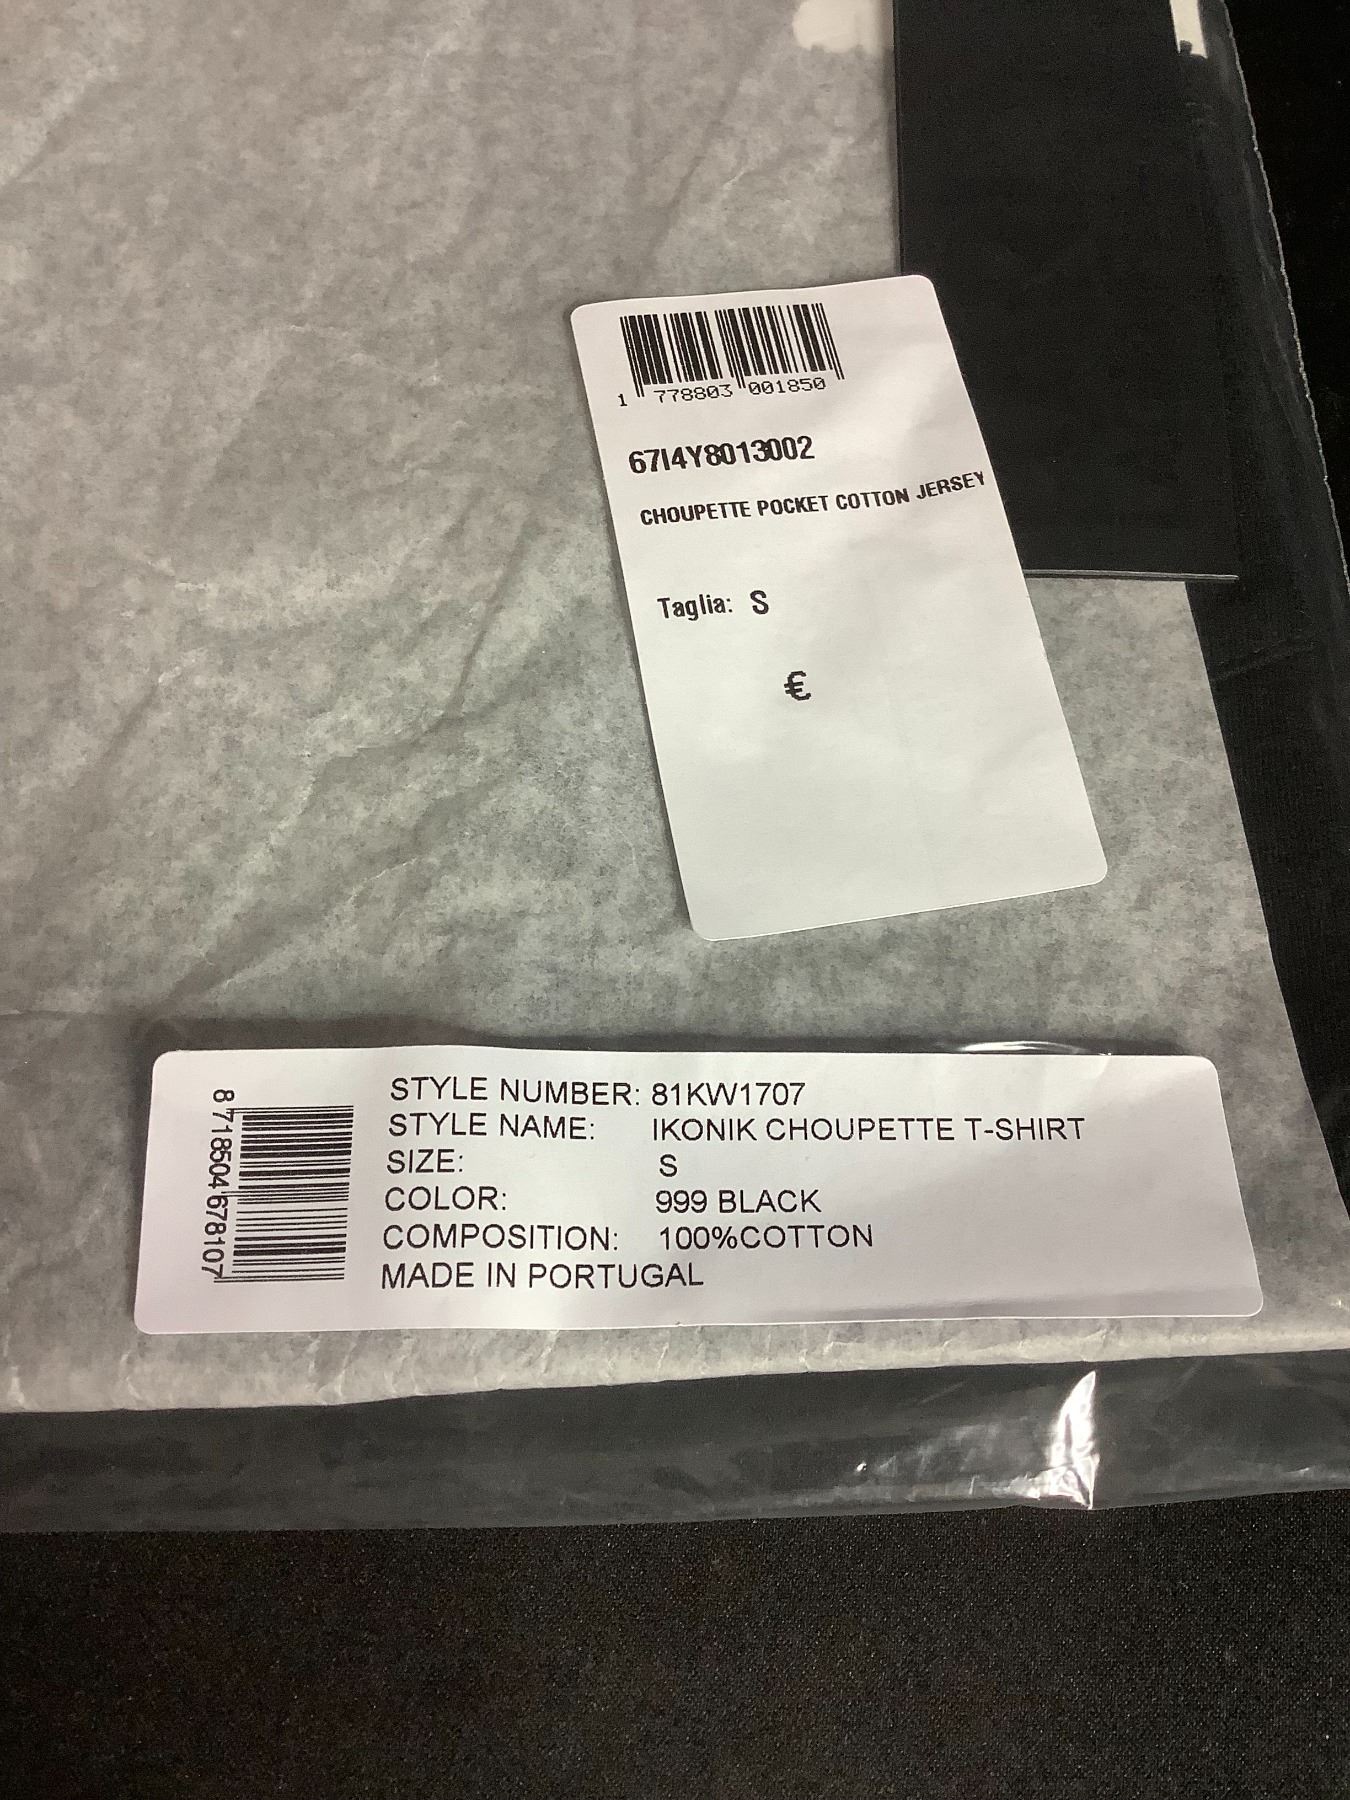 1 778803 001850
67I4Y8013002
CHOUPETTE POCKET COTTON JERSEY
Taglia: S
€
8 718504 678107
STYLE NUMBER: 81KW1707
STYLE NAME: IKONIK CHOUPETTE T-SHIRT
SIZE: S
COLOR: 999 BLACK
COMPOSITION: 100%COTTON
MADE IN PORTUGAL